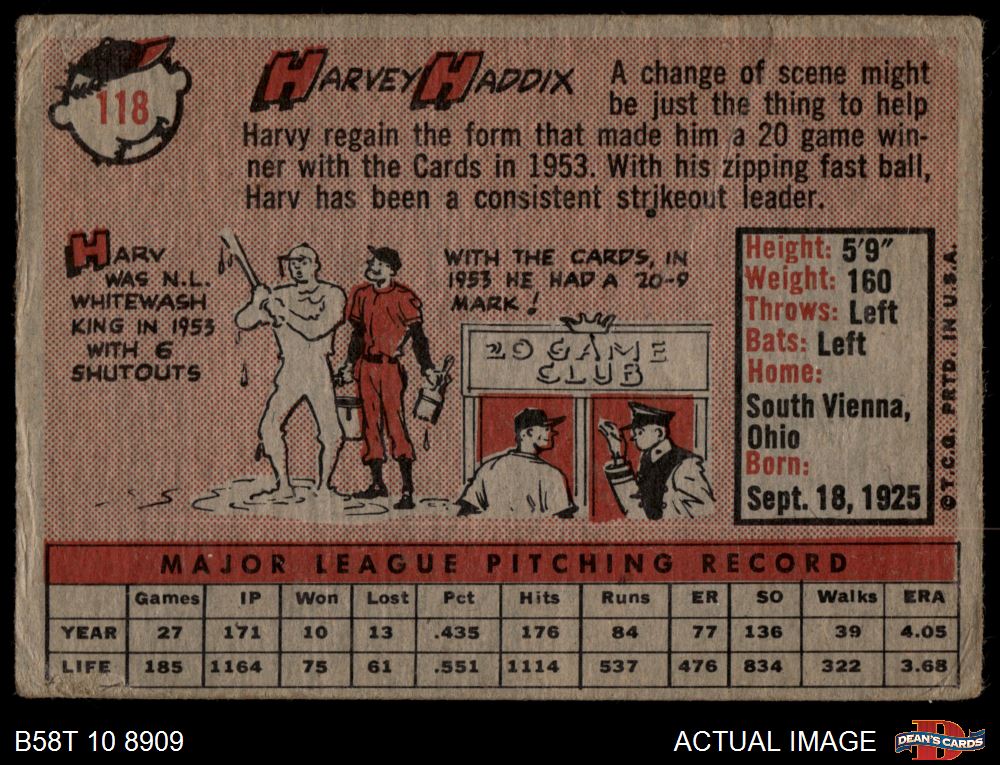 118
HARVEY HADDIX
A change of scene might
be just the thing to help
Harvy regain the form that made him a 20 game win-
ner with the Cards in 1953. With his zipping fast ball,
Harv has been a consistent strikeout leader.
HARV
WAS N.L.
WHITEWASH
KING IN 1953
WITH 6
SHUTOUTS
WITH THE CARDS, IN
1953 HE HAD A 20-9
MARK!
20 GAME
CLUB
Height: 5'9"
Weight: 160
Throws: Left
Bats: Left
Home:
South Vienna,
Ohio
Born:
Sept. 18, 1925
© T.C.G. PRTD. IN U.S.A.
MAJOR LEAGUE PITCHING RECORD
Games IP Won Lost Pct Hits Runs ER SO Walks ERA
YEAR 27 171 10 13 .435 176 84 77 136 39 4.05
LIFE 185 1164 75 61 .551 1114 537 476 834 322 3.68
B58T 10 8909
ACTUAL IMAGE
DEAN'S CARDS